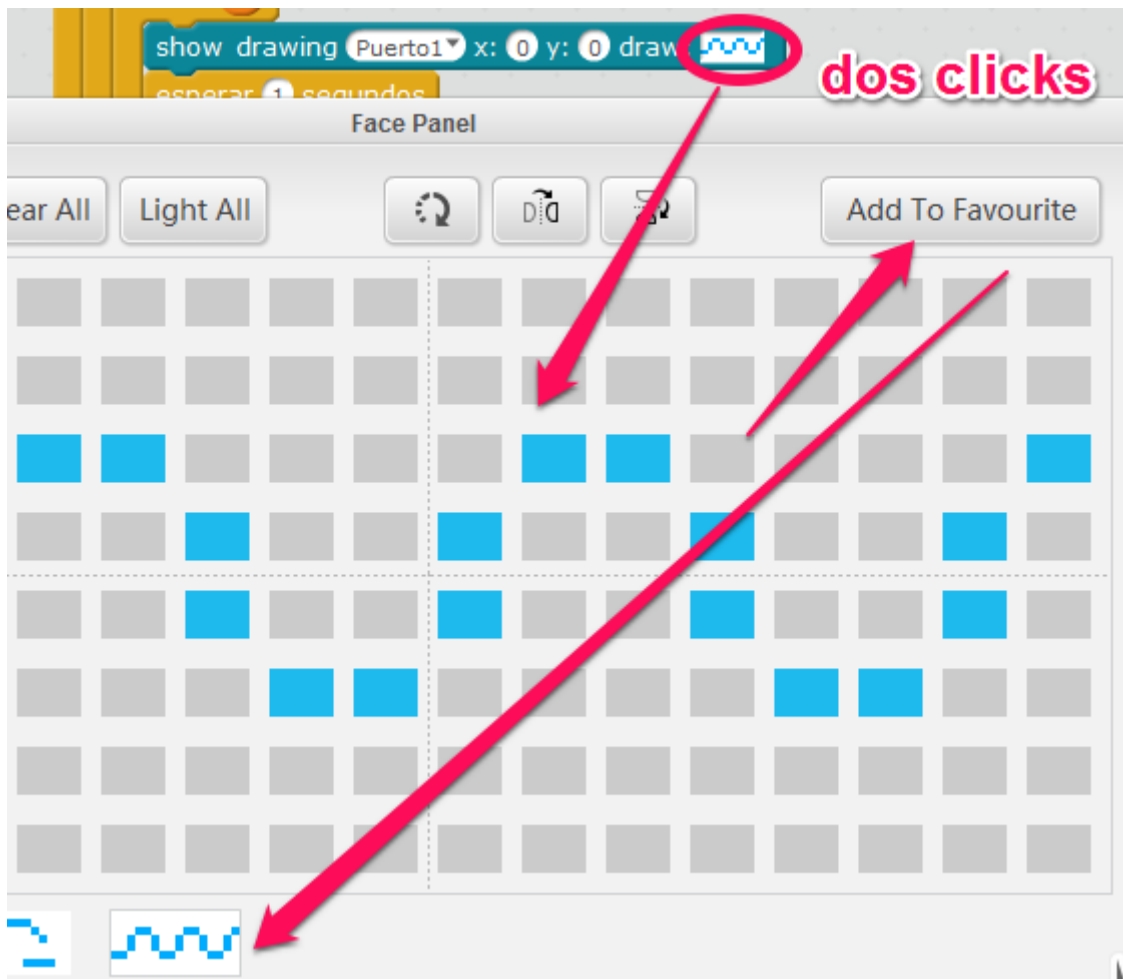 show drawing Puerto1 x: 0 y: 0 draw:
dos clicks
esperar 1 segundos
Face Panel
ear All
Light All
Add To Favourite